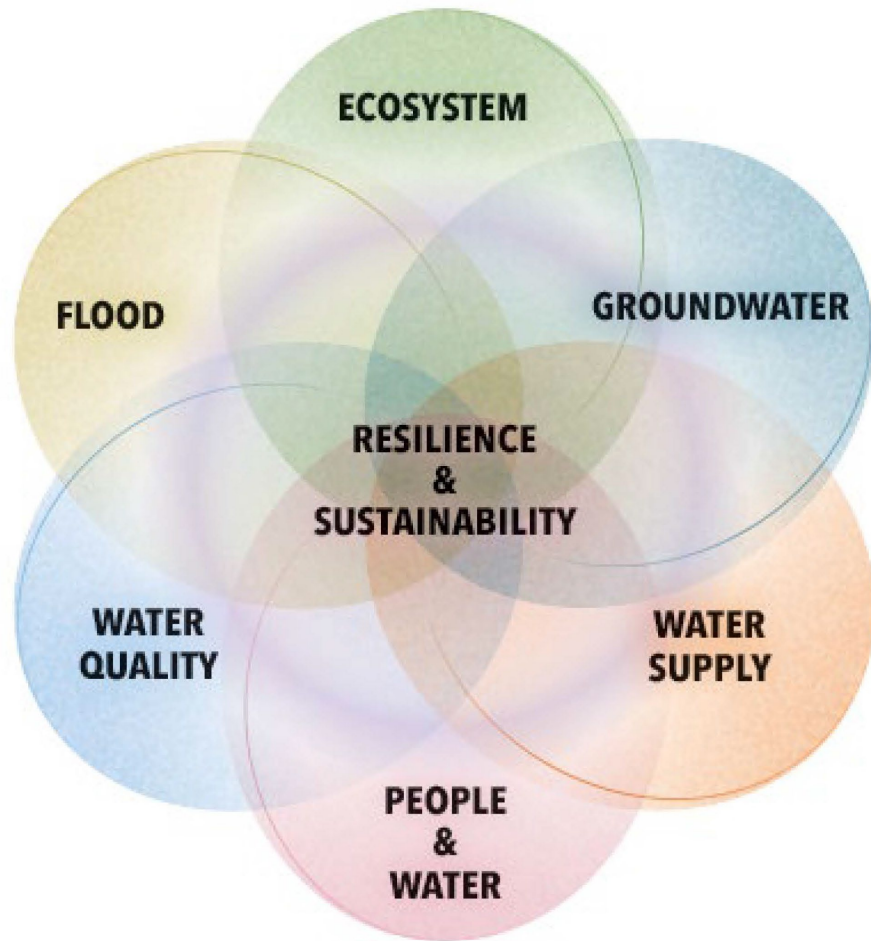 ECOSYSTEM
FLOOD
GROUNDWATER
RESILIENCE
&
SUSTAINABILITY
WATER
QUALITY
WATER
SUPPLY
PEOPLE
&
WATER